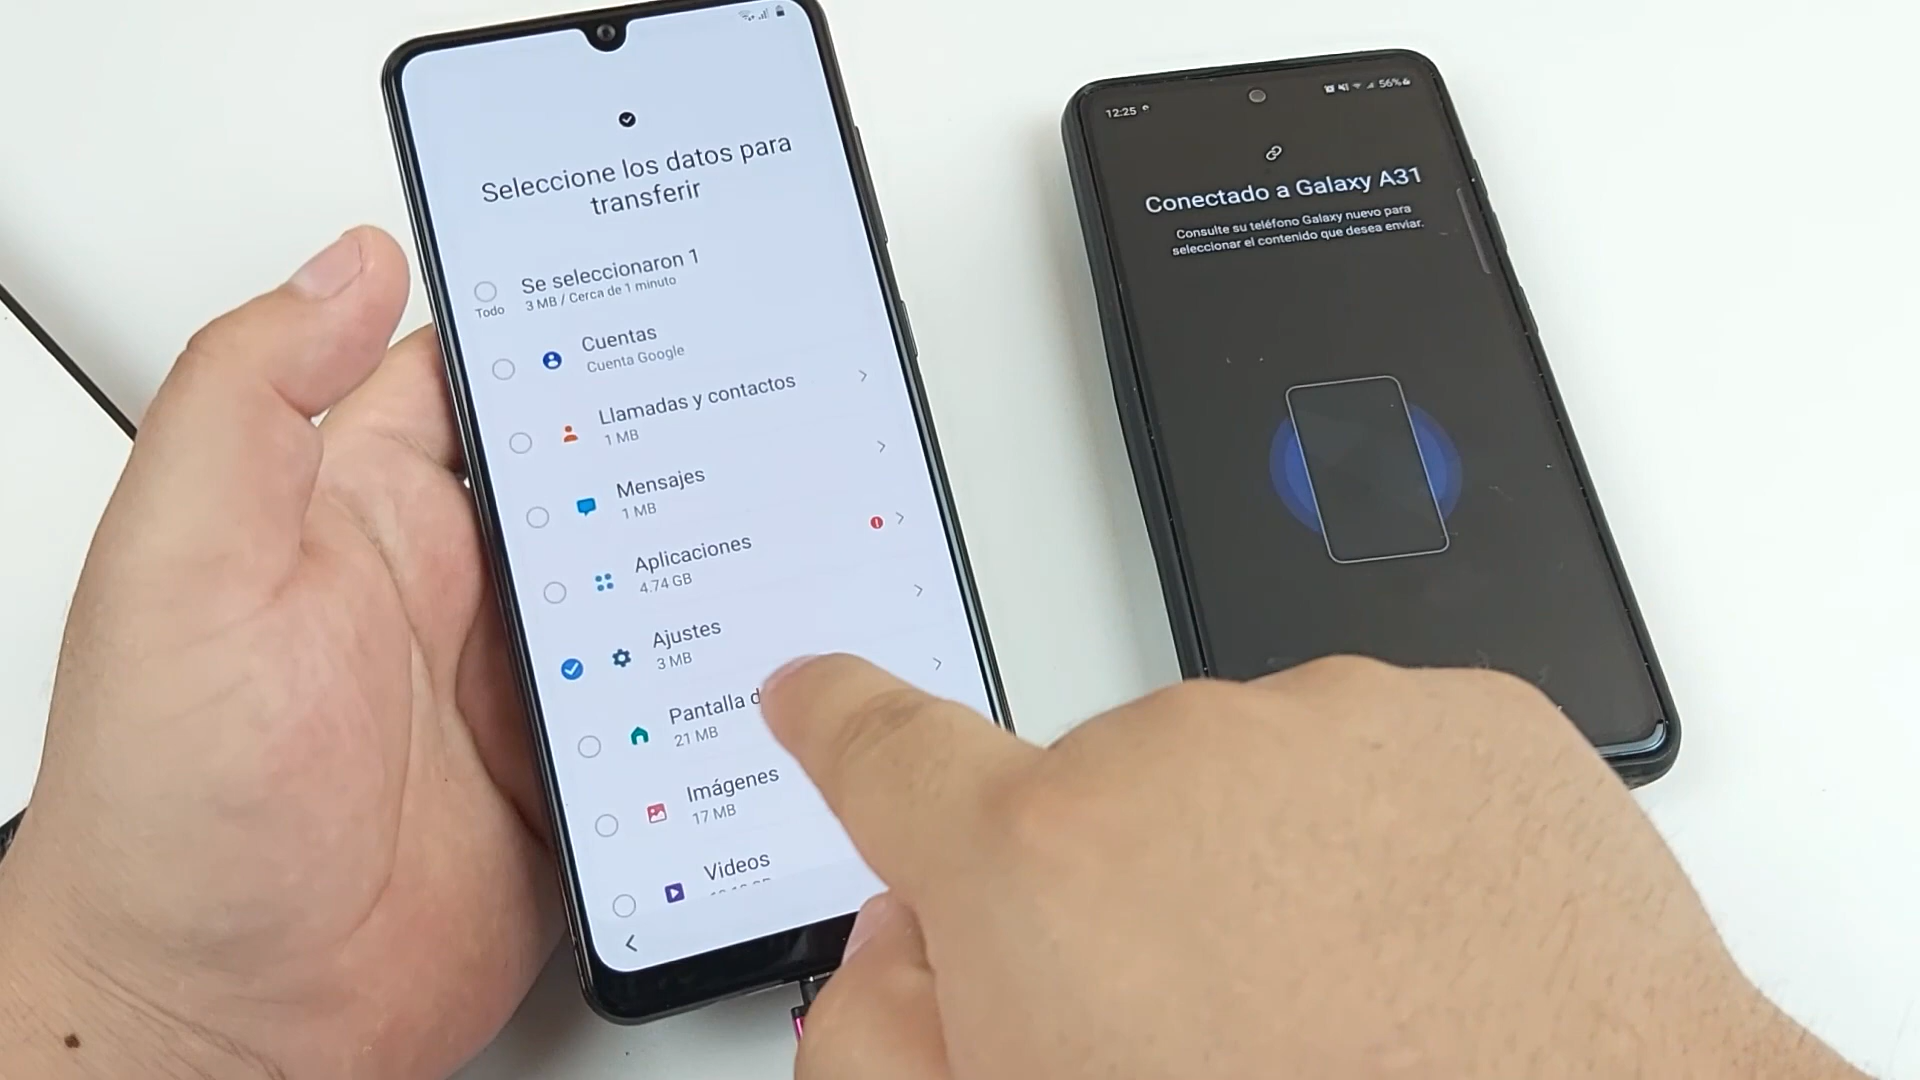 Seleccione los datos para
transferir
Se seleccionaron 1
Todo
3 MB / Cerca de 1 minuto
Cuentas
Cuenta Google
Llamadas y contactos
1 MB
Mensajes
1 MB
Aplicaciones
4.74 GB
Ajustes
3 MB
Pantalla d
21 MB
Imágenes
17 MB
Videos
12:25
56%
Conectado a Galaxy A31
Consulte su teléfono Galaxy nuevo para
seleccionar el contenido que desea enviar.